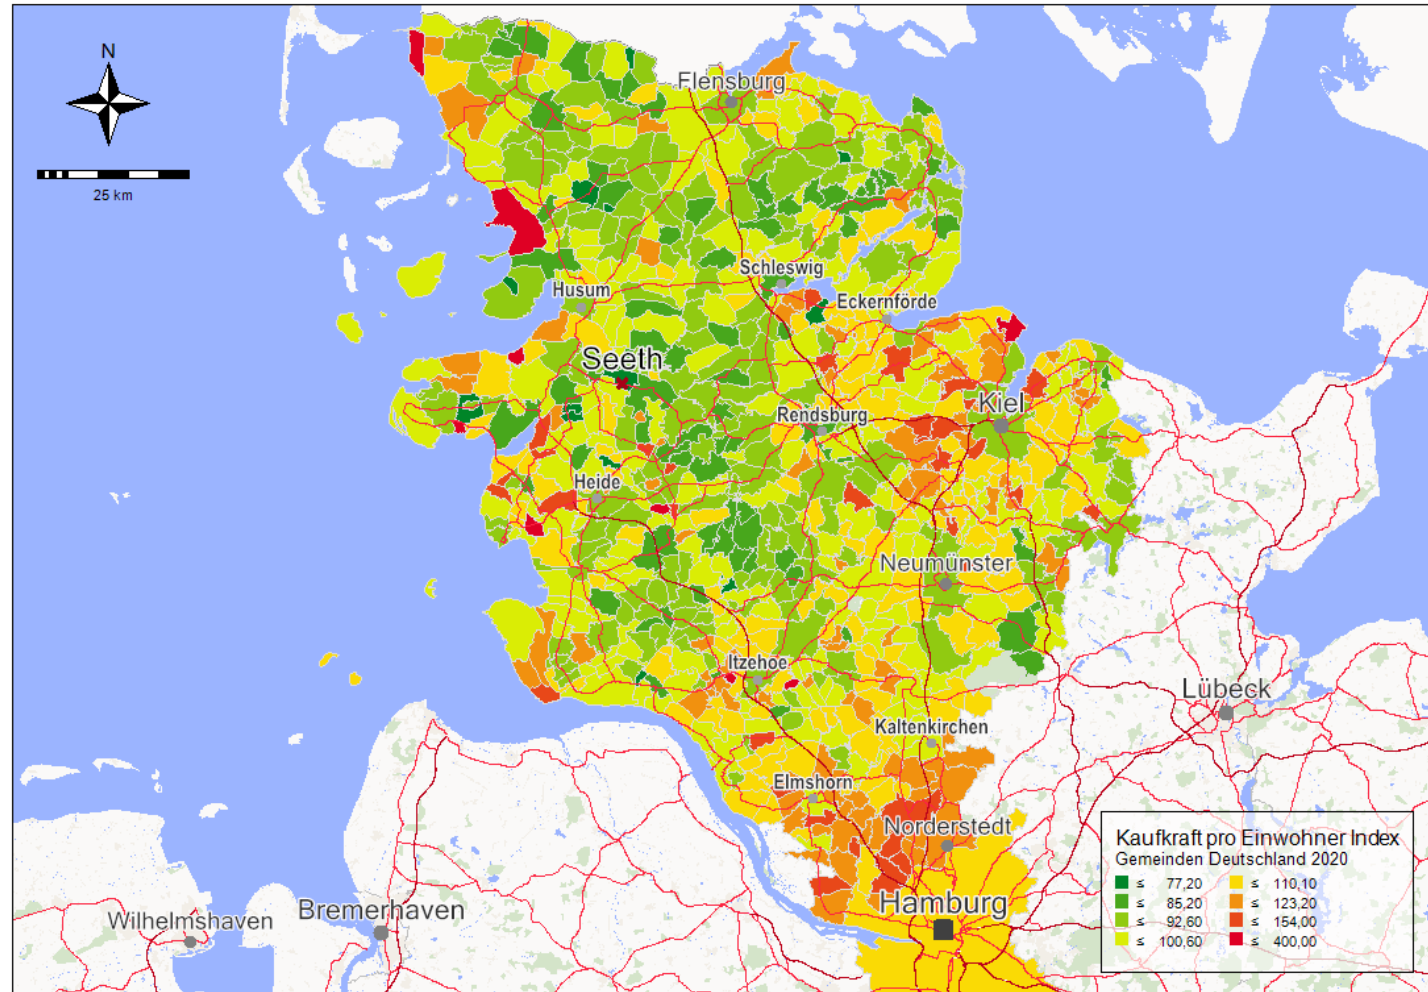 N
25 km
Flensburg
Schleswig
Husum
Eckernförde
Seeth
Kiel
Rendsburg
Heide
Neumünster
Itzehoe
Lübeck
Kaltenkirchen
Elmshorn
Norderstedt
Hamburg
Wilhelmshaven
Bremerhaven
Kaufkraft pro Einwohner Index
Gemeinden Deutschland 2020
≤ 77,20 ≤ 110,10
≤ 85,20 ≤ 123,20
≤ 92,60 ≤ 154,00
≤ 100,60 ≤ 400,00